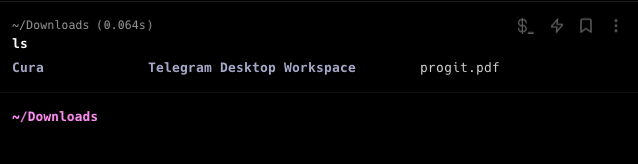 ~/Downloads (0.064s)
$_
ls
Cura Telegram Desktop Workspace progit.pdf
~/Downloads